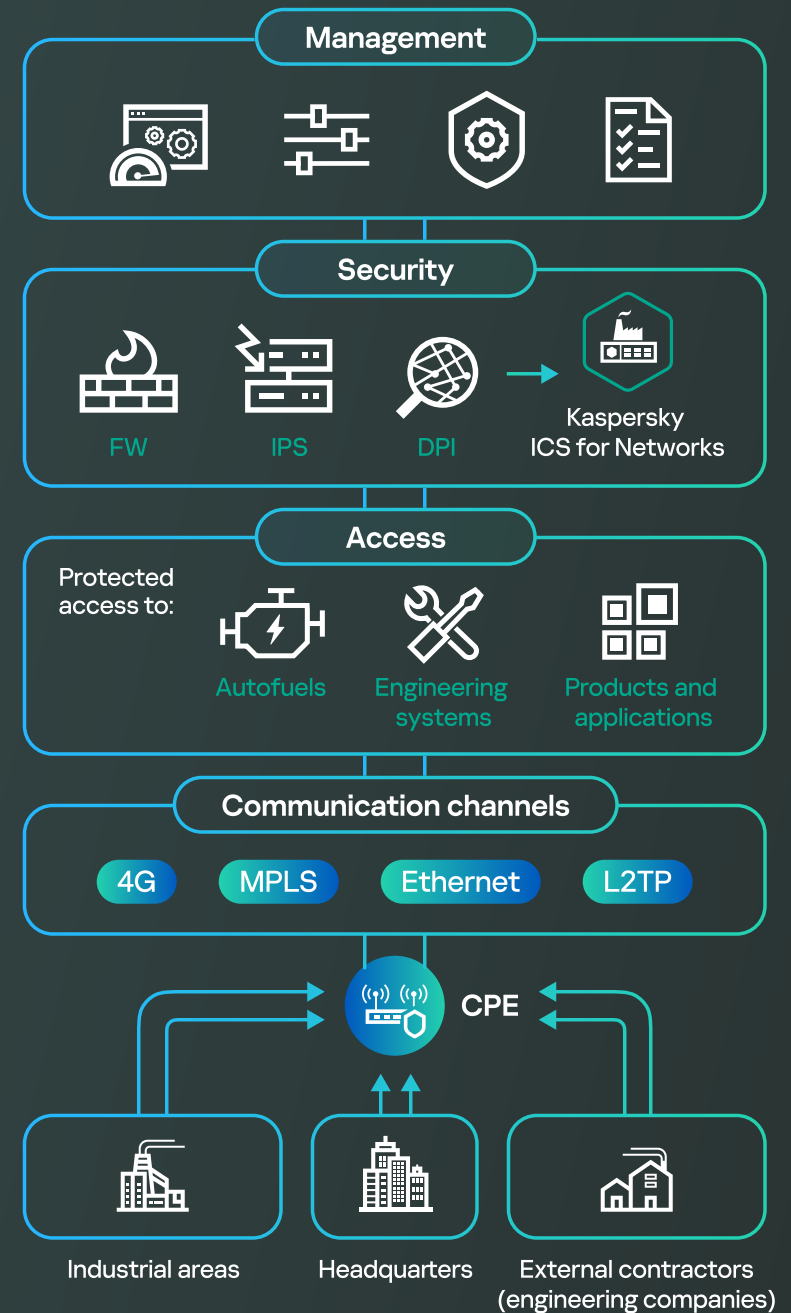 Management
Security
FW
IPS
DPI
Kaspersky
ICS for Networks
Access
Protected
access to:
Autofuels
Engineering
systems
Products and
applications
Communication channels
4G
MPLS
Ethernet
L2TP
CPE
Industrial areas
Headquarters
External contractors
(engineering companies)